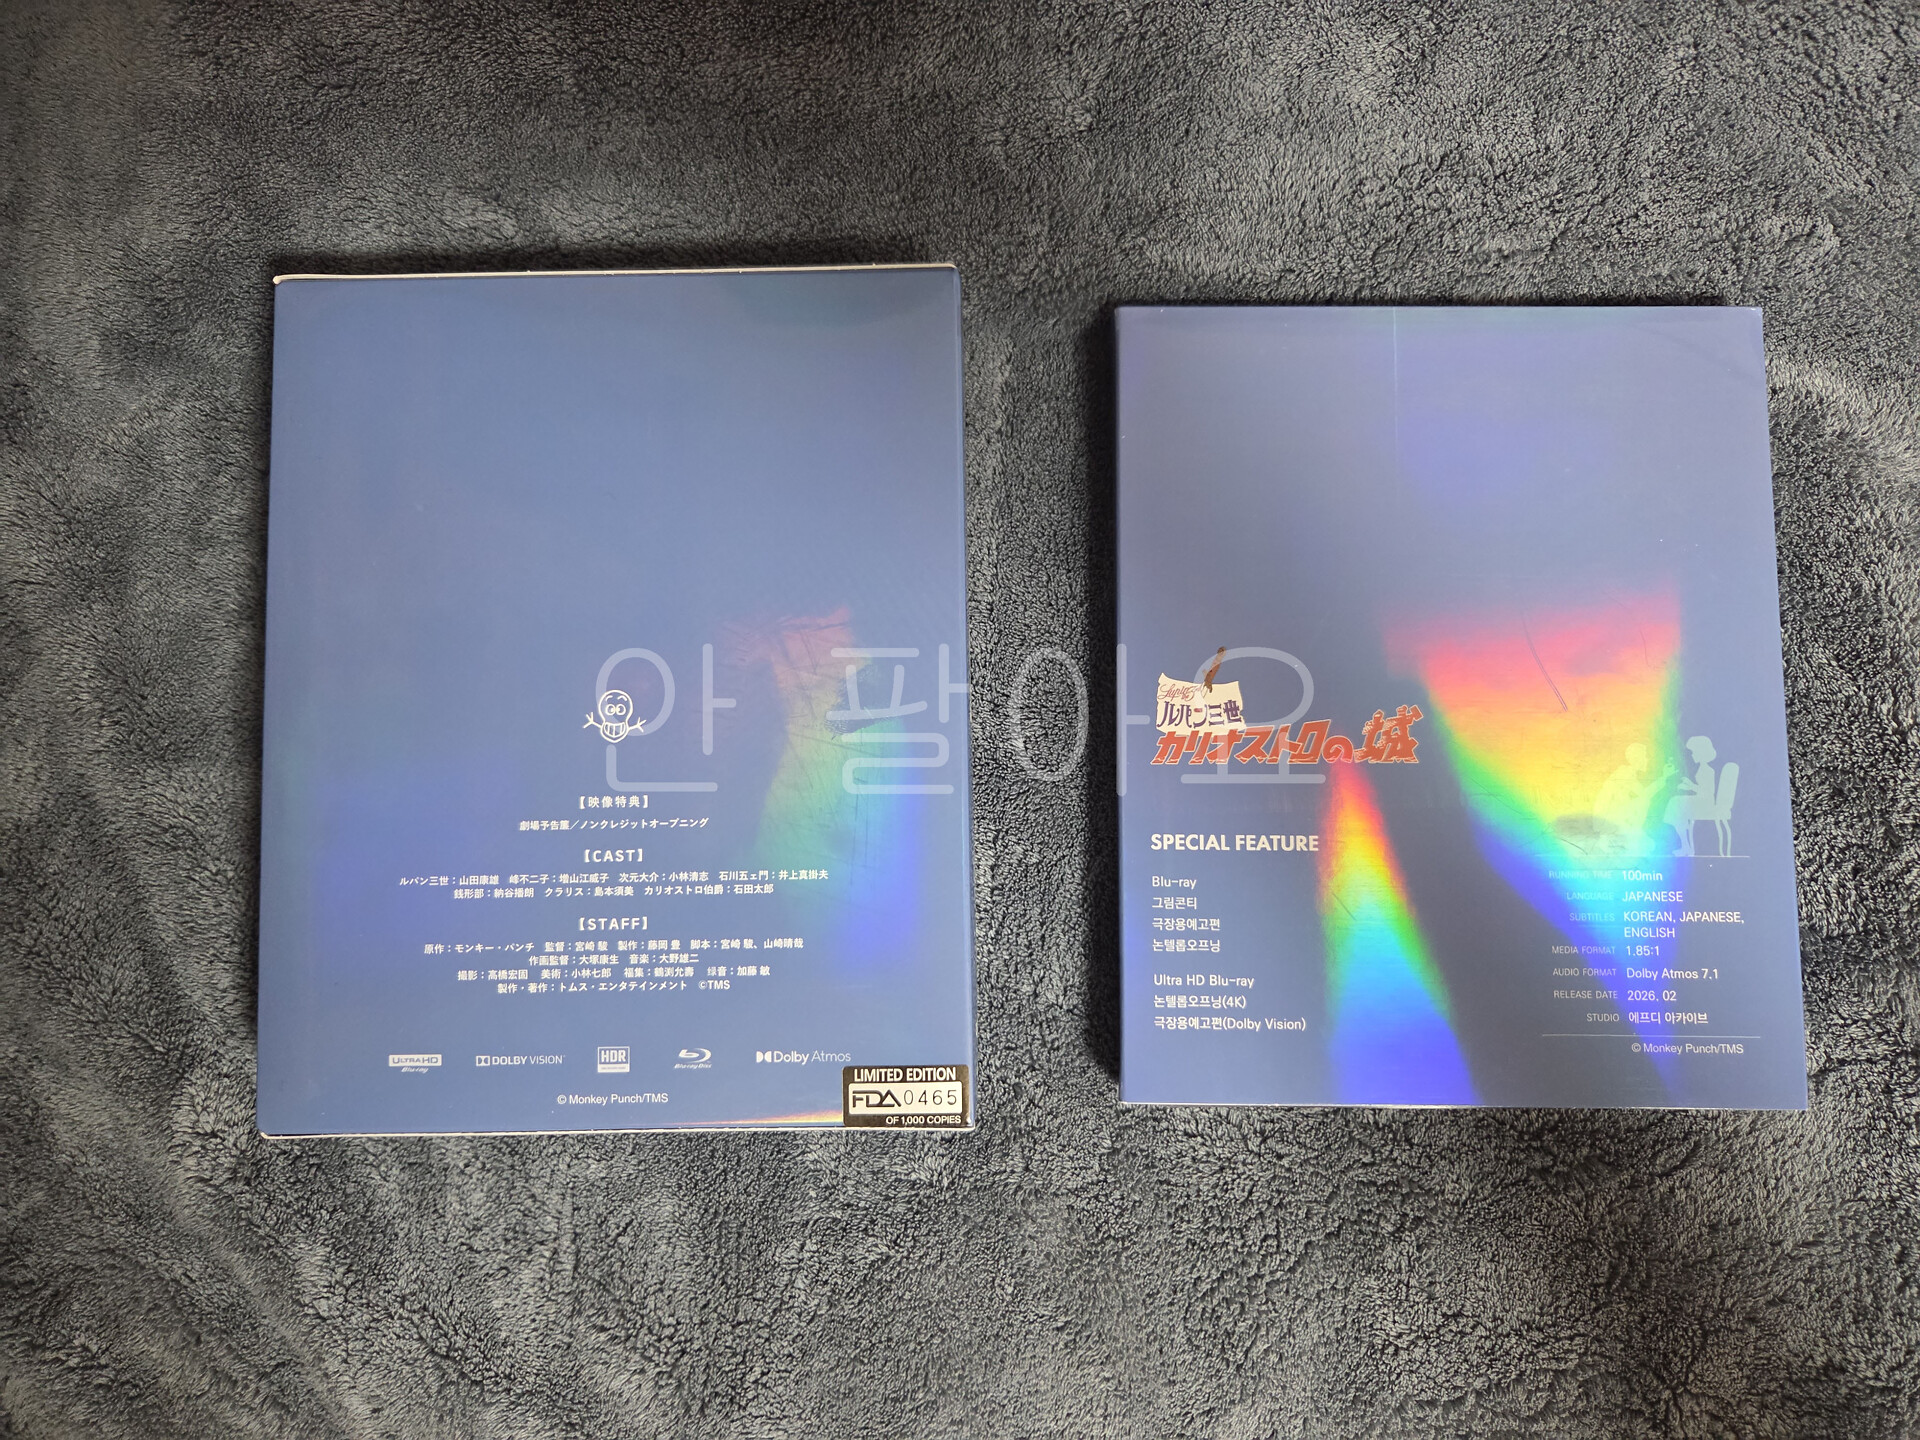 【映像特典】
劇場予告篇／ノンクレジットオープニング
【CAST】
ルパン三世：山田康雄　峰不二子：増山江威子　次元大介：小林清志　石川五ェ門：井上真樹夫
銭形部：納谷悟朗　クラリス：島本須美　カリオストロ伯爵：石田太郎
【STAFF】
原作：モンキー・パンチ　監督：宮崎 駿　製作：藤岡 豊　脚本：宮崎 駿、山崎晴哉
作画監督：大塚康生　音楽：大野雄二
撮影：高橋宏固　美術：小林七郎　編集：鶴渕允壽　録音：加藤 敏
製作・著作：トムス・エンタテインメント　©TMS
ULTRA HD Blu-ray DOLBY VISION HDR Blu-ray Disc Dolby Atmos
© Monkey Punch/TMS
LIMITED EDITION
FDA 0465
OF 1,000 COPIES
안 팔아요
Lupin
ルパン三世
カリオストロの城
SPECIAL FEATURE
Blu-ray
그림콘티
극장용예고편
논텔롭오프닝
Ultra HD Blu-ray
논텔롭오프닝(4K)
극장용예고편(Dolby Vision)
RUNNING TIME 100min
LANGUAGE JAPANESE
SUBTITLES KOREAN, JAPANESE,
ENGLISH
MEDIA FORMAT 1.85:1
AUDIO FORMAT Dolby Atmos 7.1
RELEASE DATE 2026. 02
STUDIO 에프디 아카이브
© Monkey Punch/TMS